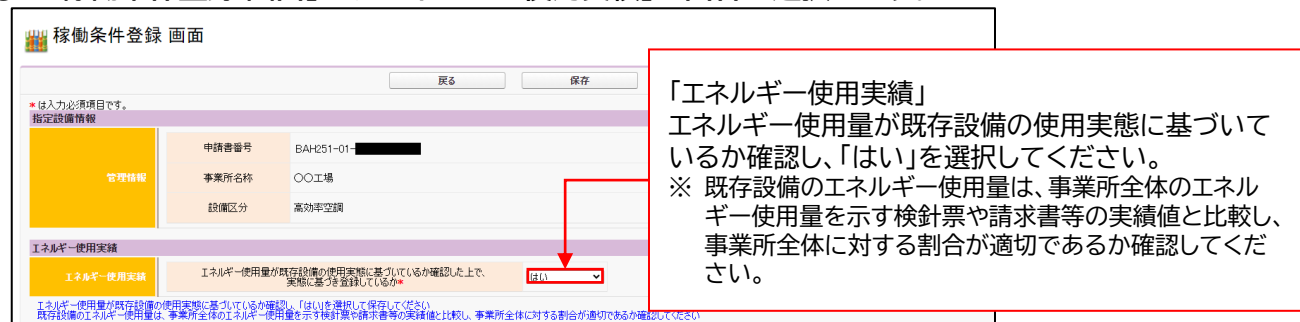 稼働条件登録 画面
戻る
保存
*は入力必須項目です。
指定設備情報
管理情報
申請書番号
BAH251-01-
事業所名称
〇〇工場
設備区分
高効率空調
エネルギー使用実績
エネルギー使用実績
エネルギー使用量が既存設備の使用実態に基づいているか確認した上で、
実態に基づき登録しているか*
はい
エネルギー使用量が既存設備の使用実態に基づいているか確認し、「はい」を選択して保存してください
既存設備のエネルギー使用量は、事業所全体のエネルギー使用量を示す検針票や請求書等の実績値と比較し、事業所全体に対する割合が適切であるか確認してください
「エネルギー使用実績」
エネルギー使用量が既存設備の使用実態に基づいて
いるか確認し、「はい」を選択してください。
※ 既存設備のエネルギー使用量は、事業所全体のエネル
ギー使用量を示す検針票や請求書等の実績値と比較し、
事業所全体に対する割合が適切であるか確認してくだ
さい。